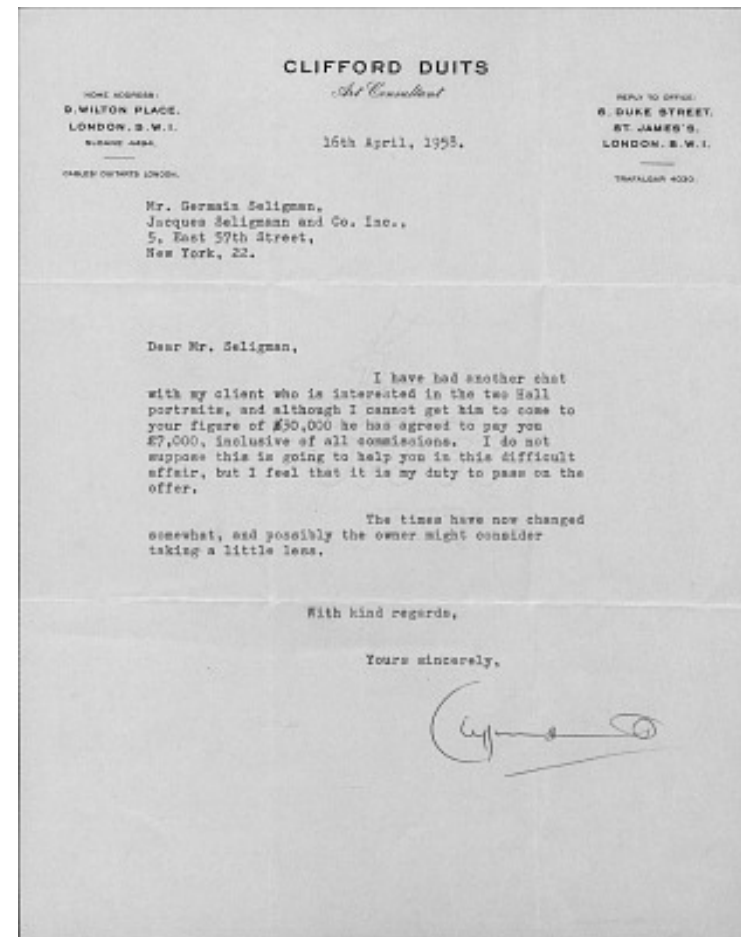 CLIFFORD DUITS
Art Consultant
HOME ADDRESS:
9, WILTON PLACE,
LONDON, S.W.1.
SLOANE 4494.
CABLES: DUITARTS LONDON.
REPLY TO OFFICE:
6, DUKE STREET,
ST. JAMES'S,
LONDON, S.W.1.
TRAFALGAR 4030.
16th April, 1958.
Mr. Germain Seligman,
Jacques Seligmann and Co. Inc.,
5, East 57th Street,
New York, 22.
Dear Mr. Seligman,
I have had another chat
with my client who is interested in the two Hall
portraits, and although I cannot get him to come to
your figure of $30,000 he has agreed to pay you
£7,000, inclusive of all commissions. I do not
suppose this is going to help you in this difficult
affair, but I feel that it is my duty to pass on the
offer.
The times have now changed
somewhat, and possibly the owner might consider
taking a little less.
With kind regards,
Yours sincerely,